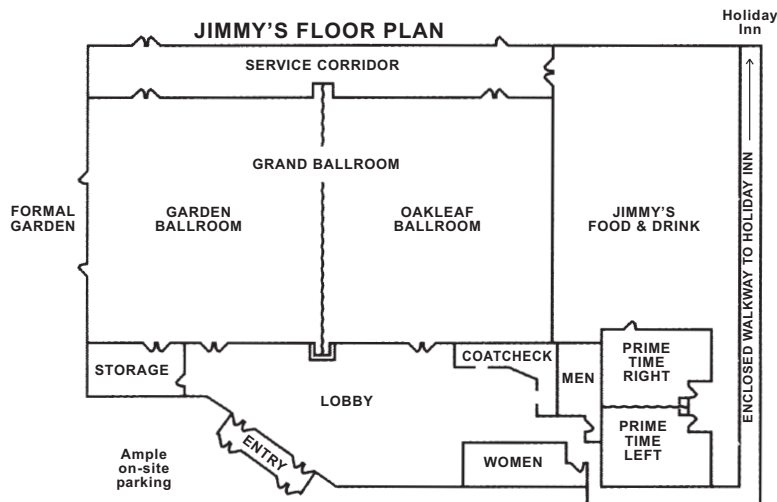 Holiday
Inn
JIMMY'S FLOOR PLAN
SERVICE CORRIDOR
GRAND BALLROOM
FORMAL
GARDEN
GARDEN
BALLROOM
OAKLEAF
BALLROOM
JIMMY'S
FOOD & DRINK
ENCLOSED WALKWAY TO HOLIDAY INN
STORAGE
COATCHECK
MEN
PRIME
TIME
RIGHT
LOBBY
PRIME
TIME
LEFT
ENTRY
WOMEN
Ample
on-site
parking